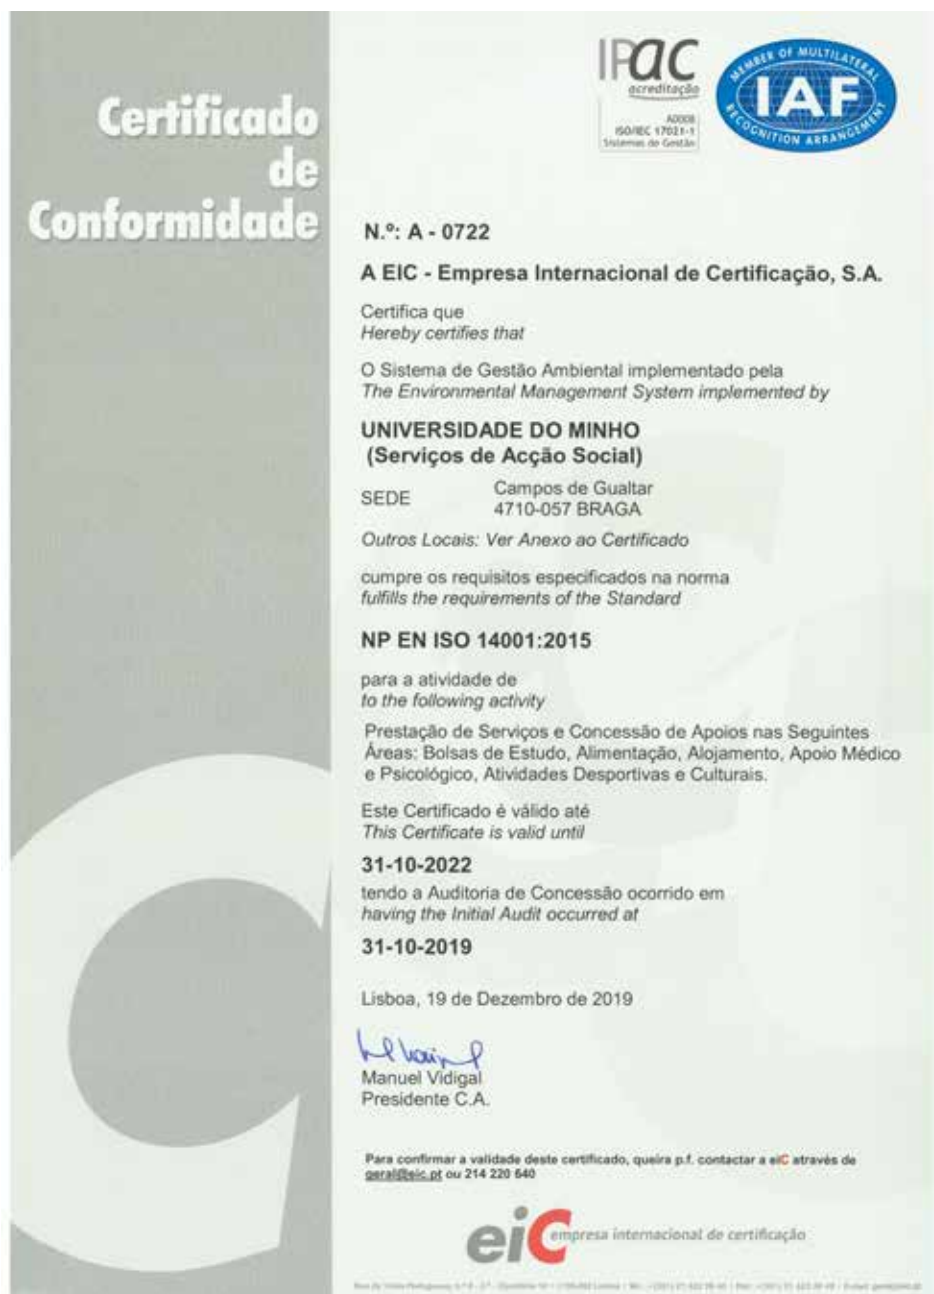 Certificado
de
Conformidade
IPAC
acreditação
A0008
ISO/IEC 17021-1
Sistemas de Gestão
MEMBER OF MULTILATERAL
IAF
RECOGNITION ARRANGEMENT
N.º: A - 0722
A EIC - Empresa Internacional de Certificação, S.A.
Certifica que
Hereby certifies that
O Sistema de Gestão Ambiental implementado pela
The Environmental Management System implemented by
UNIVERSIDADE DO MINHO
(Serviços de Acção Social)
SEDE Campos de Gualtar
4710-057 BRAGA
Outros Locais: Ver Anexo ao Certificado
cumpre os requisitos especificados na norma
fulfills the requirements of the Standard
NP EN ISO 14001:2015
para a atividade de
to the following activity
Prestação de Serviços e Concessão de Apoios nas Seguintes
Áreas: Bolsas de Estudo, Alimentação, Alojamento, Apoio Médico
e Psicológico, Atividades Desportivas e Culturais.
Este Certificado é válido até
This Certificate is valid until
31-10-2022
tendo a Auditoria de Concessão ocorrido em
having the Initial Audit occurred at
31-10-2019
Lisboa, 19 de Dezembro de 2019
Manuel Vidigal
Presidente C.A.
Para confirmar a validade deste certificado, queira p.f. contactar a eiC através de
geral@eic.pt ou 214 220 640
eiC empresa internacional de certificação